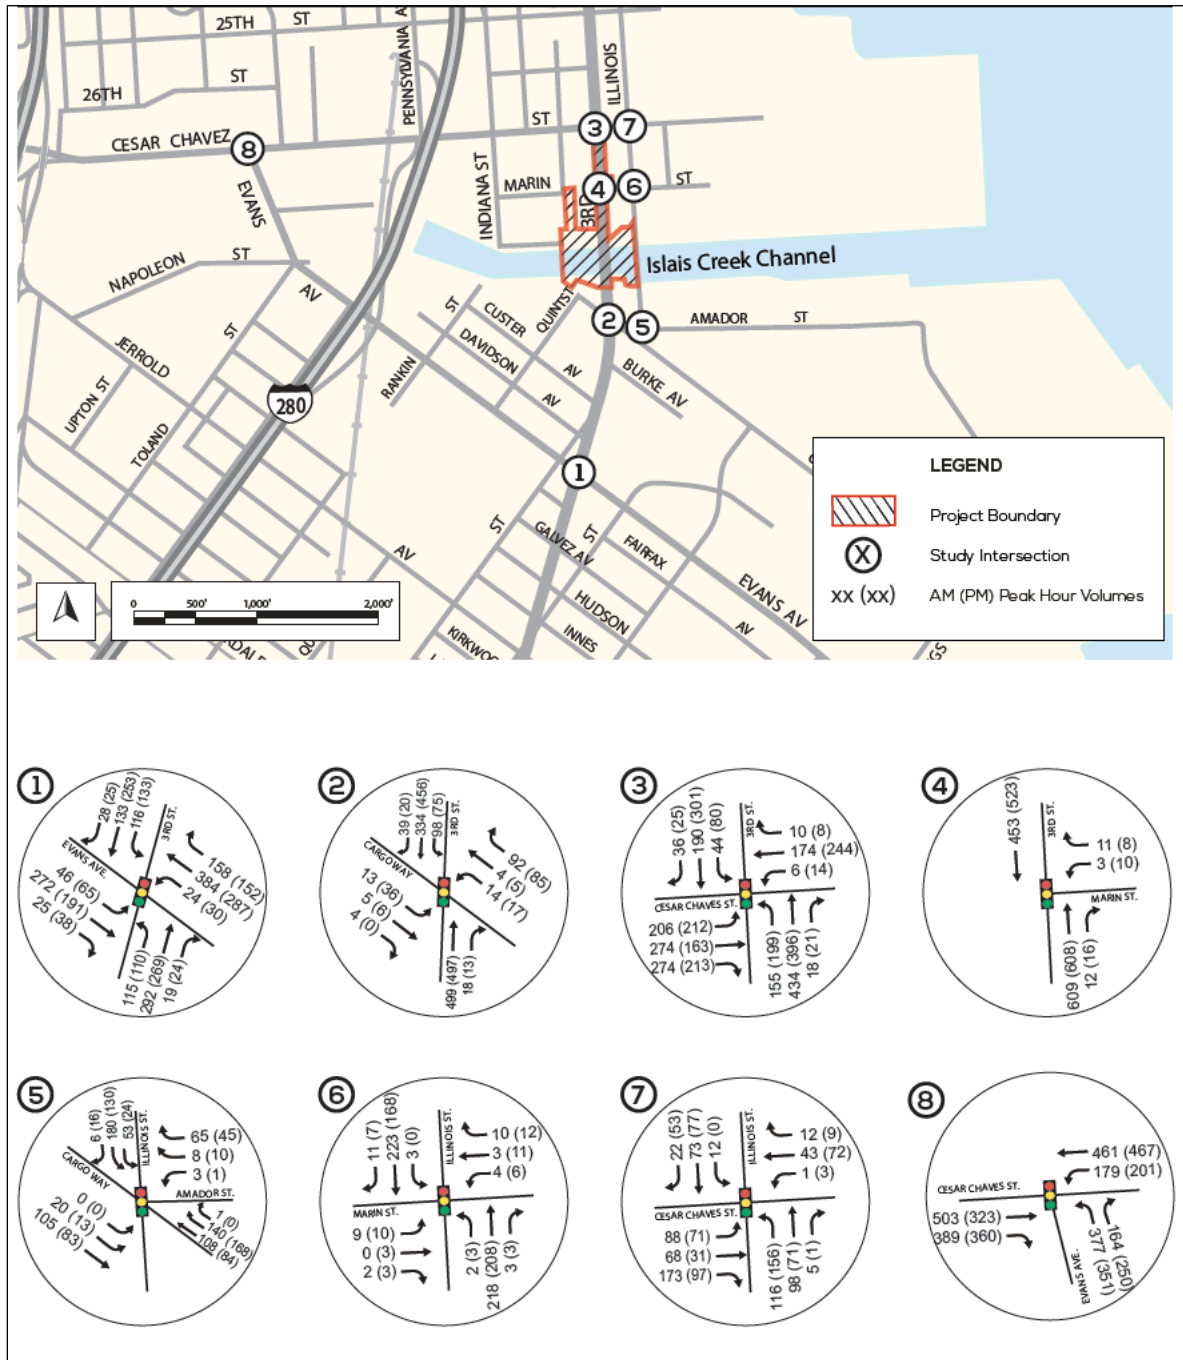 25TH ST
26TH ST
PENNSYLVANIA A
ILLINOIS
CESAR CHAVEZ ST
3
7
8
EVANS
INDIANA ST
MARIN ST
3RD
4
6
NAPOLEON ST
AV
Islais Creek Channel
ST
CUSTER
QUINT ST
2
5
AMADOR ST
JERROLD
ST
DAVIDSON
AV
BURKE AV
UPTON ST
280
RANKIN
AV
TOLAND
1
ST
GALVEZ AV
ST
FAIRFAX
AV
EVANS AV
AV
HUDSON
INNES
KIRKWOO
GS
LEGEND
Project Boundary
X Study Intersection
xx (xx) AM (PM) Peak Hour Volumes
0 500' 1,000' 2,000'
1
28 (25)
133 (253)
116 (133)
3RD ST.
EVANS AVE.
158 (152)
384 (287)
24 (30)
46 (65)
272 (191)
25 (38)
115 (110)
292 (269)
19 (24)
2
39 (20)
334 (456)
98 (75)
3RD ST.
CARGO WAY
92 (85)
4 (5)
14 (17)
13 (36)
5 (6)
4 (0)
499 (497)
18 (13)
3
36 (25)
190 (301)
44 (80)
3RD ST.
10 (8)
174 (244)
6 (14)
CESAR CHAVES ST.
206 (212)
274 (163)
274 (213)
155 (199)
434 (396)
18 (21)
4
453 (523)
3RD ST.
11 (8)
3 (10)
MARIN ST.
609 (608)
12 (16)
5
6 (16)
180 (130)
53 (24)
ILLINOIS ST.
CARGO WAY
65 (45)
8 (10)
3 (1)
AMADOR ST.
0 (0)
20 (13)
105 (83)
1 (0)
140 (168)
108 (84)
6
11 (7)
223 (168)
3 (0)
ILLINOIS ST.
10 (12)
3 (11)
4 (6)
MARIN ST.
9 (10)
0 (3)
2 (3)
2 (3)
218 (208)
3 (3)
7
22 (53)
73 (77)
12 (0)
ILLINOIS ST.
12 (9)
43 (72)
1 (3)
CESAR CHAVES ST.
88 (71)
68 (31)
173 (97)
116 (156)
98 (71)
5 (1)
8
461 (467)
179 (201)
CESAR CHAVES ST.
503 (323)
389 (360)
EVANS AVE.
377 (351)
164 (250)